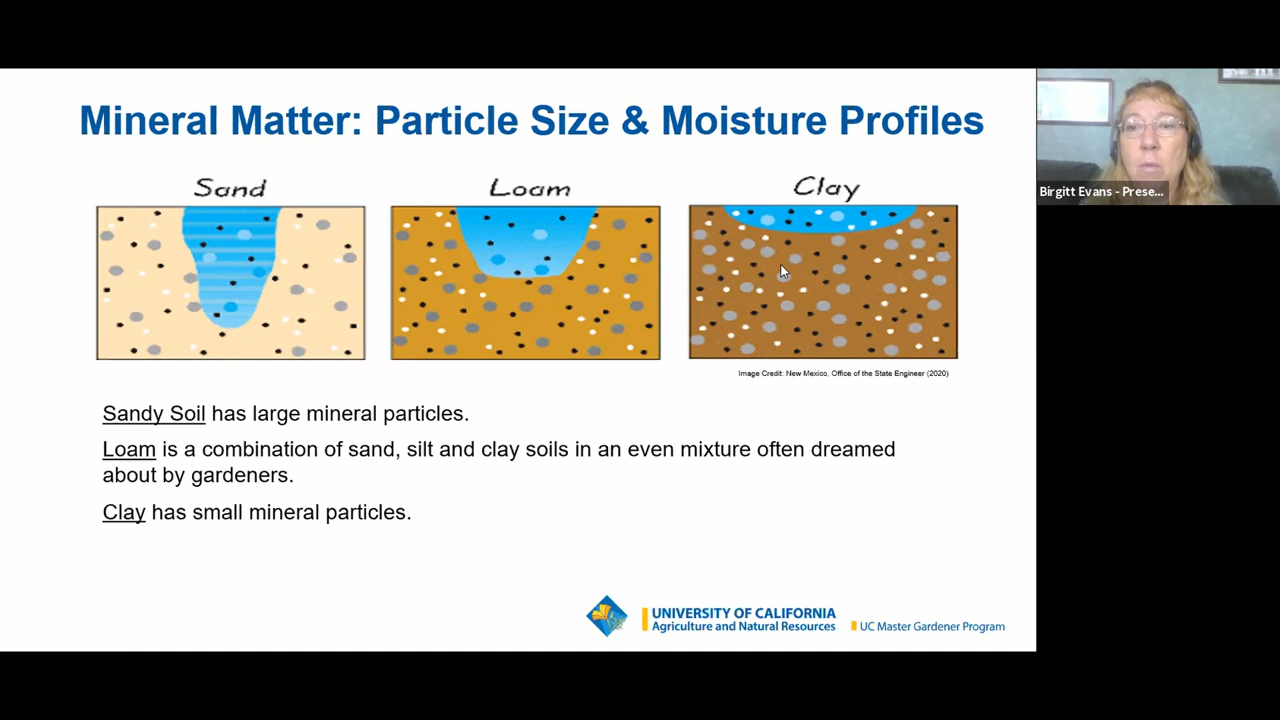 Mineral Matter: Particle Size & Moisture Profiles
Sand
Loam
Clay
Image Credit: New Mexico, Office of the State Engineer (2020)
Sandy Soil has large mineral particles.
Loam is a combination of sand, silt and clay soils in an even mixture often dreamed
about by gardeners.
Clay has small mineral particles.
UNIVERSITY OF CALIFORNIA
Agriculture and Natural Resources
UC Master Gardener Program
Birgitt Evans - Prese...